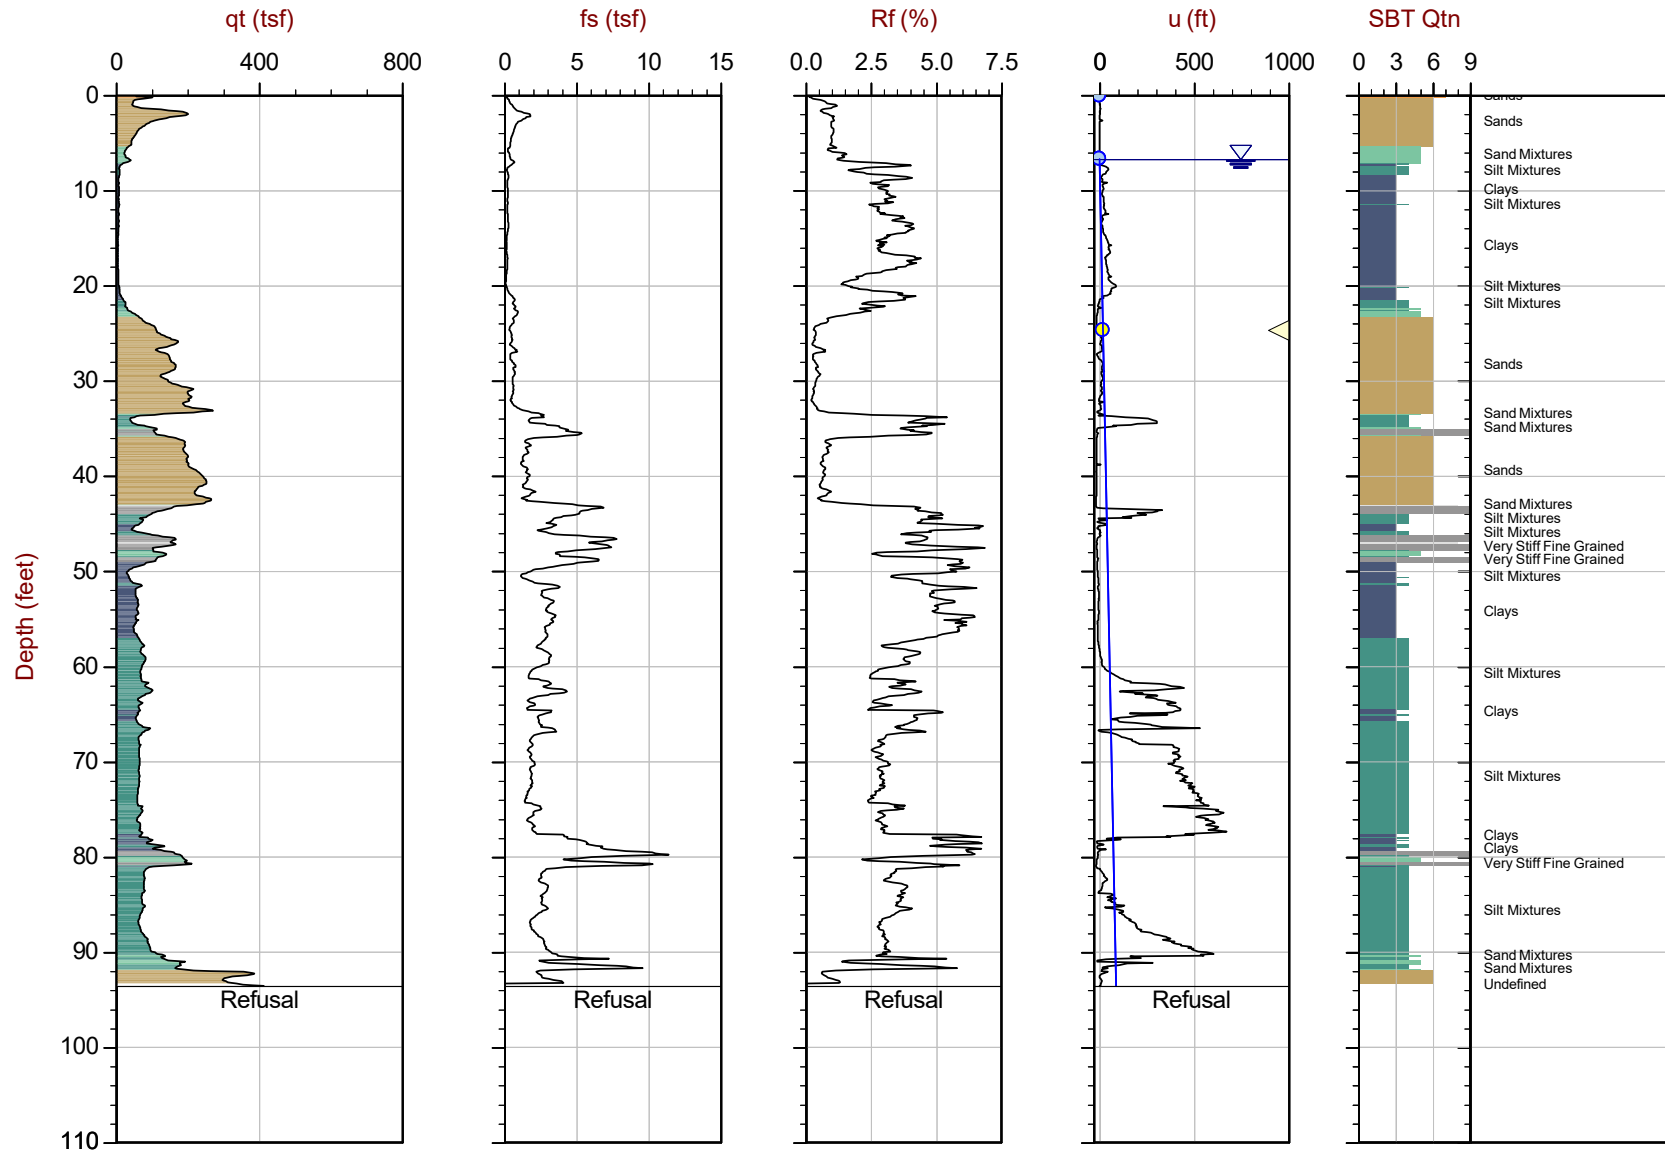 qt (tsf) fs (tsf) Rf (%) u (ft) SBT Qtn
0 400 800 0 5 10 15 0.0 2.5 5.0 7.5 0 500 1000 0 3 6 9
Depth (feet)
0
10
20
30
40
50
60
70
80
90
100
110
Sands
Sands
Sand Mixtures
Silt Mixtures
Clays
Silt Mixtures
Clays
Silt Mixtures
Silt Mixtures
Sands
Sand Mixtures
Sand Mixtures
Sands
Sand Mixtures
Silt Mixtures
Silt Mixtures
Very Stiff Fine Grained
Very Stiff Fine Grained
Silt Mixtures
Clays
Silt Mixtures
Clays
Silt Mixtures
Clays
Clays
Very Stiff Fine Grained
Silt Mixtures
Sand Mixtures
Sand Mixtures
Undefined
Refusal Refusal Refusal Refusal